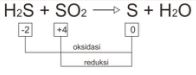 H₂S + SO₂ → S + H₂O
-2 +4 0
oksidasi
reduksi